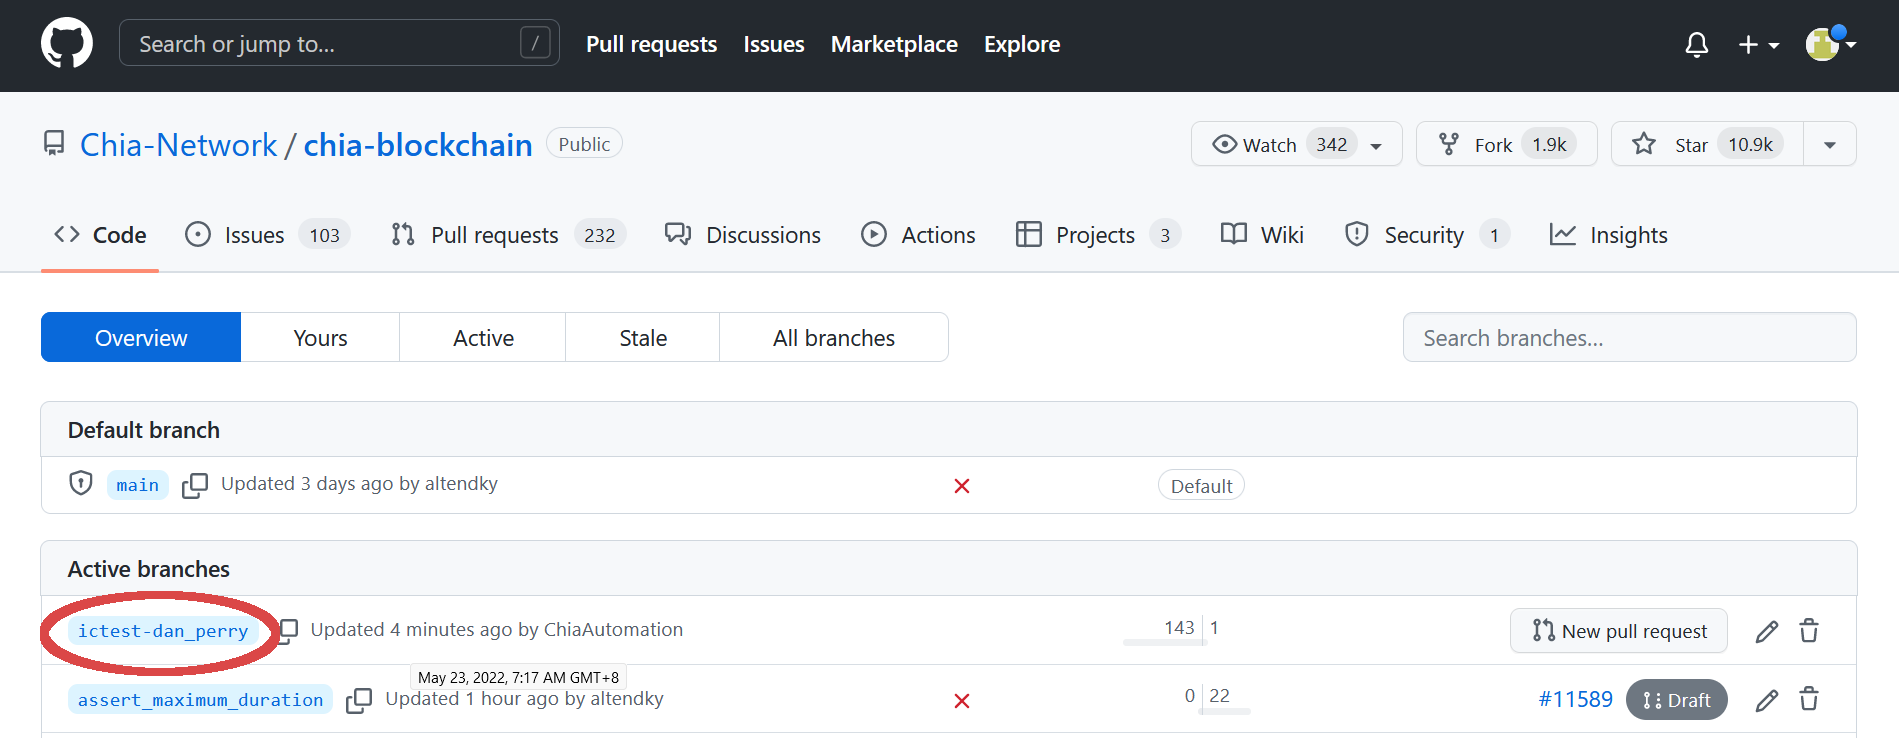 Search or jump to... / Pull requests Issues Marketplace Explore
Chia-Network / chia-blockchain Public Watch 342 Fork 1.9k Star 10.9k
Code Issues 103 Pull requests 232 Discussions Actions Projects 3 Wiki Security 1 Insights
Overview Yours Active Stale All branches Search branches...
Default branch
main Updated 3 days ago by altendky Default
Active branches
ictest-dan_perry Updated 4 minutes ago by ChiaAutomation 143 1 New pull request
May 23, 2022, 7:17 AM GMT+8
assert_maximum_duration Updated 1 hour ago by altendky 0 22 #11589 Draft